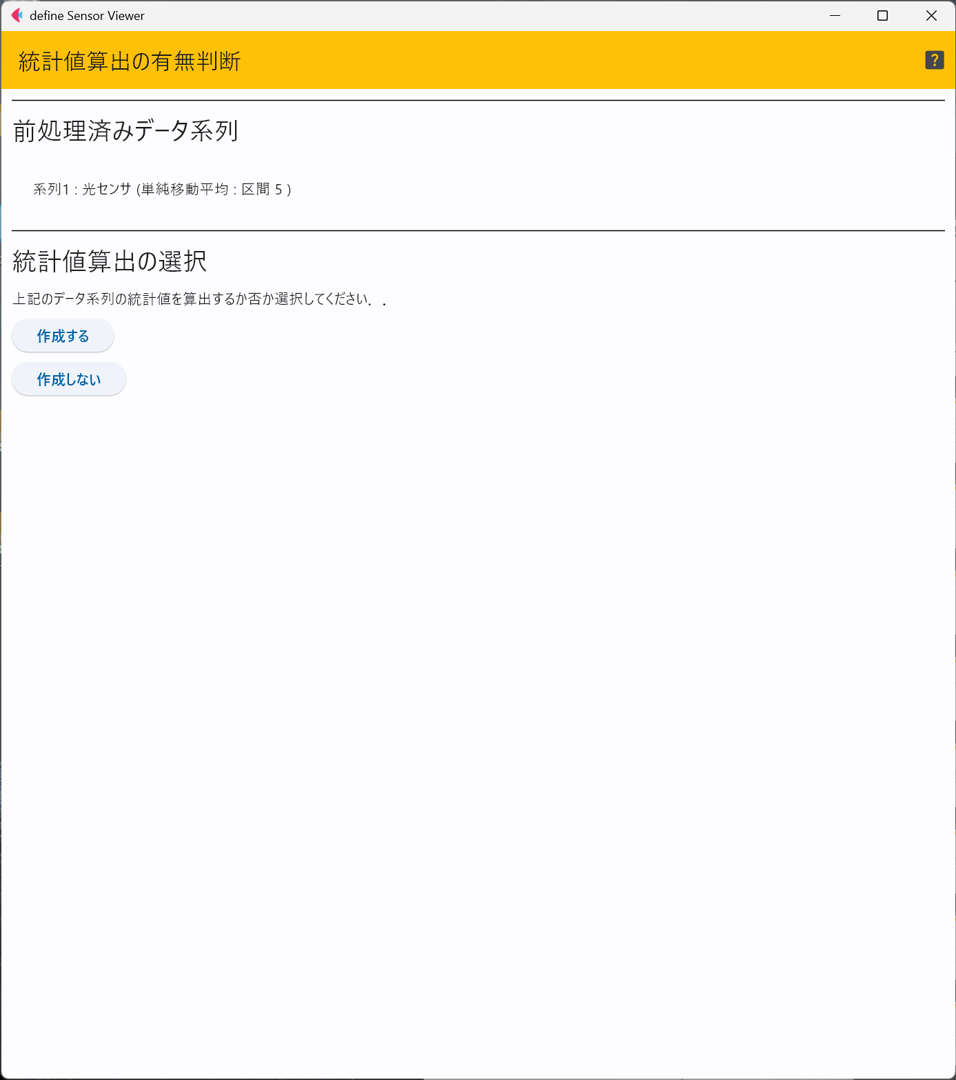 define Sensor Viewer
統計値算出の有無判断
?
前処理済みデータ系列
系列1 : 光センサ (単純移動平均 : 区間 5 )
統計値算出の選択
上記のデータ系列の統計値を算出するか否か選択してください．．
作成する
作成しない